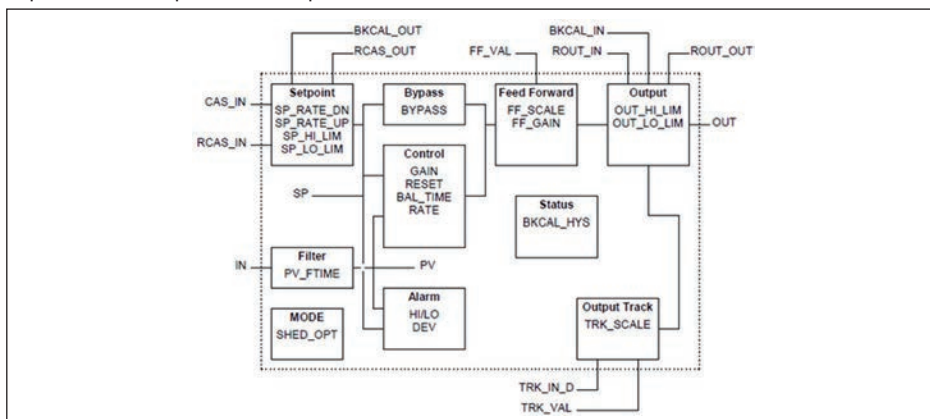 BKCAL_OUT
BKCAL_IN
RCAS_OUT
FF_VAL
ROUT_IN
ROUT_OUT
CAS_IN
RCAS_IN
Setpoint
SP_RATE_DN
SP_RATE_UP
SP_HI_LIM
SP_LO_LIM
Bypass
BYPASS
Feed Forward
FF_SCALE
FF_GAIN
Output
OUT_HI_LIM
OUT_LO_LIM
OUT
Control
GAIN
RESET
BAL_TIME
RATE
SP
Status
BKCAL_HYS
IN
Filter
PV_FTIME
PV
Alarm
HI/LO
DEV
MODE
SHED_OPT
Output Track
TRK_SCALE
TRK_IN_D
TRK_VAL